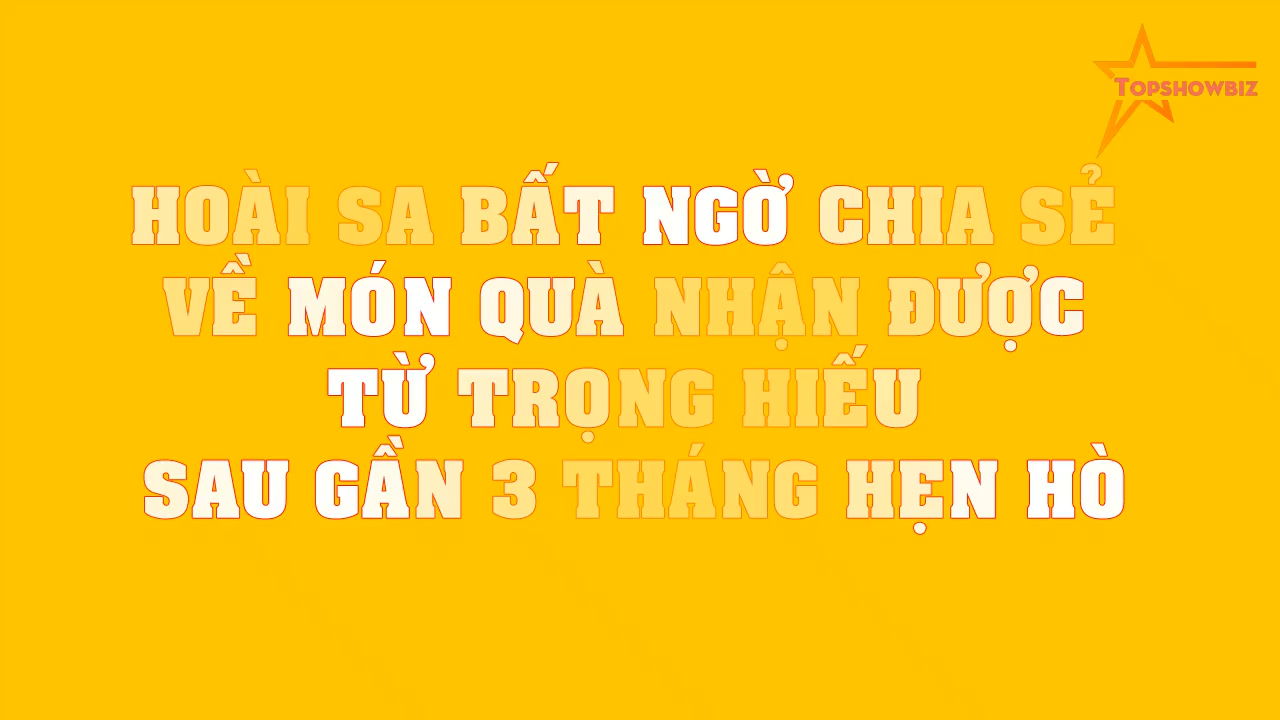 TOPSHOWBIZ
HOÀI SA BẤT NGỜ CHIA SẺ
VỀ MÓN QUÀ NHẬN ĐƯỢC
TỪ TRỌNG HIẾU
SAU GẦN 3 THÁNG HẸN HÒ